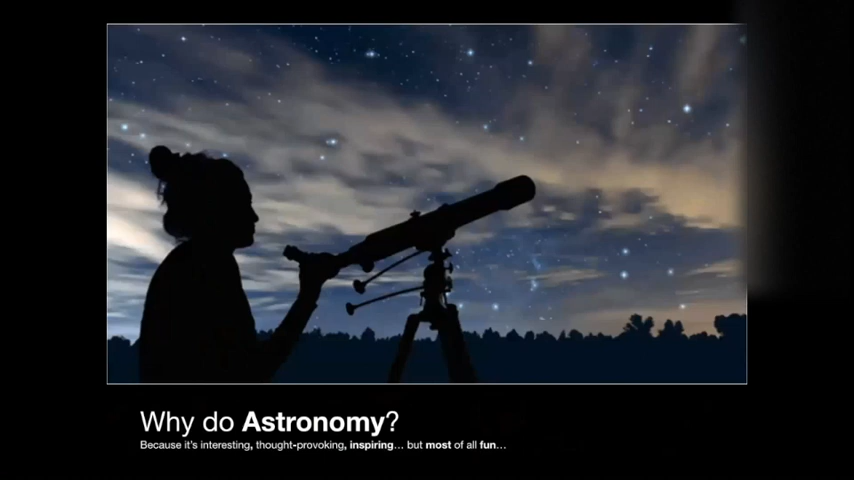 Why do Astronomy?
Because it's interesting, thought-provoking, inspiring... but most of all fun...